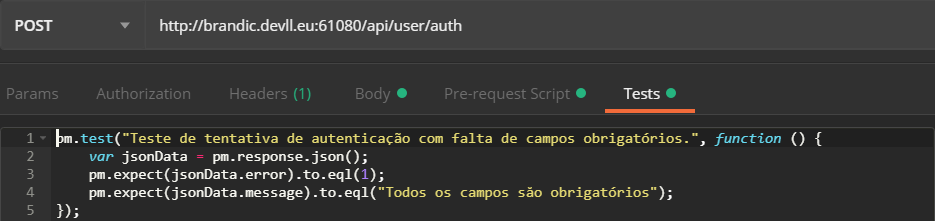 POST http://brandic.devll.eu:61080/api/user/auth
Params Authorization Headers (1) Body Pre-request Script Tests
1 pm.test("Teste de tentativa de autenticação com falta de campos obrigatórios.", function () {
2 var jsonData = pm.response.json();
3 pm.expect(jsonData.error).to.eql(1);
4 pm.expect(jsonData.message).to.eql("Todos os campos são obrigatórios");
5 });